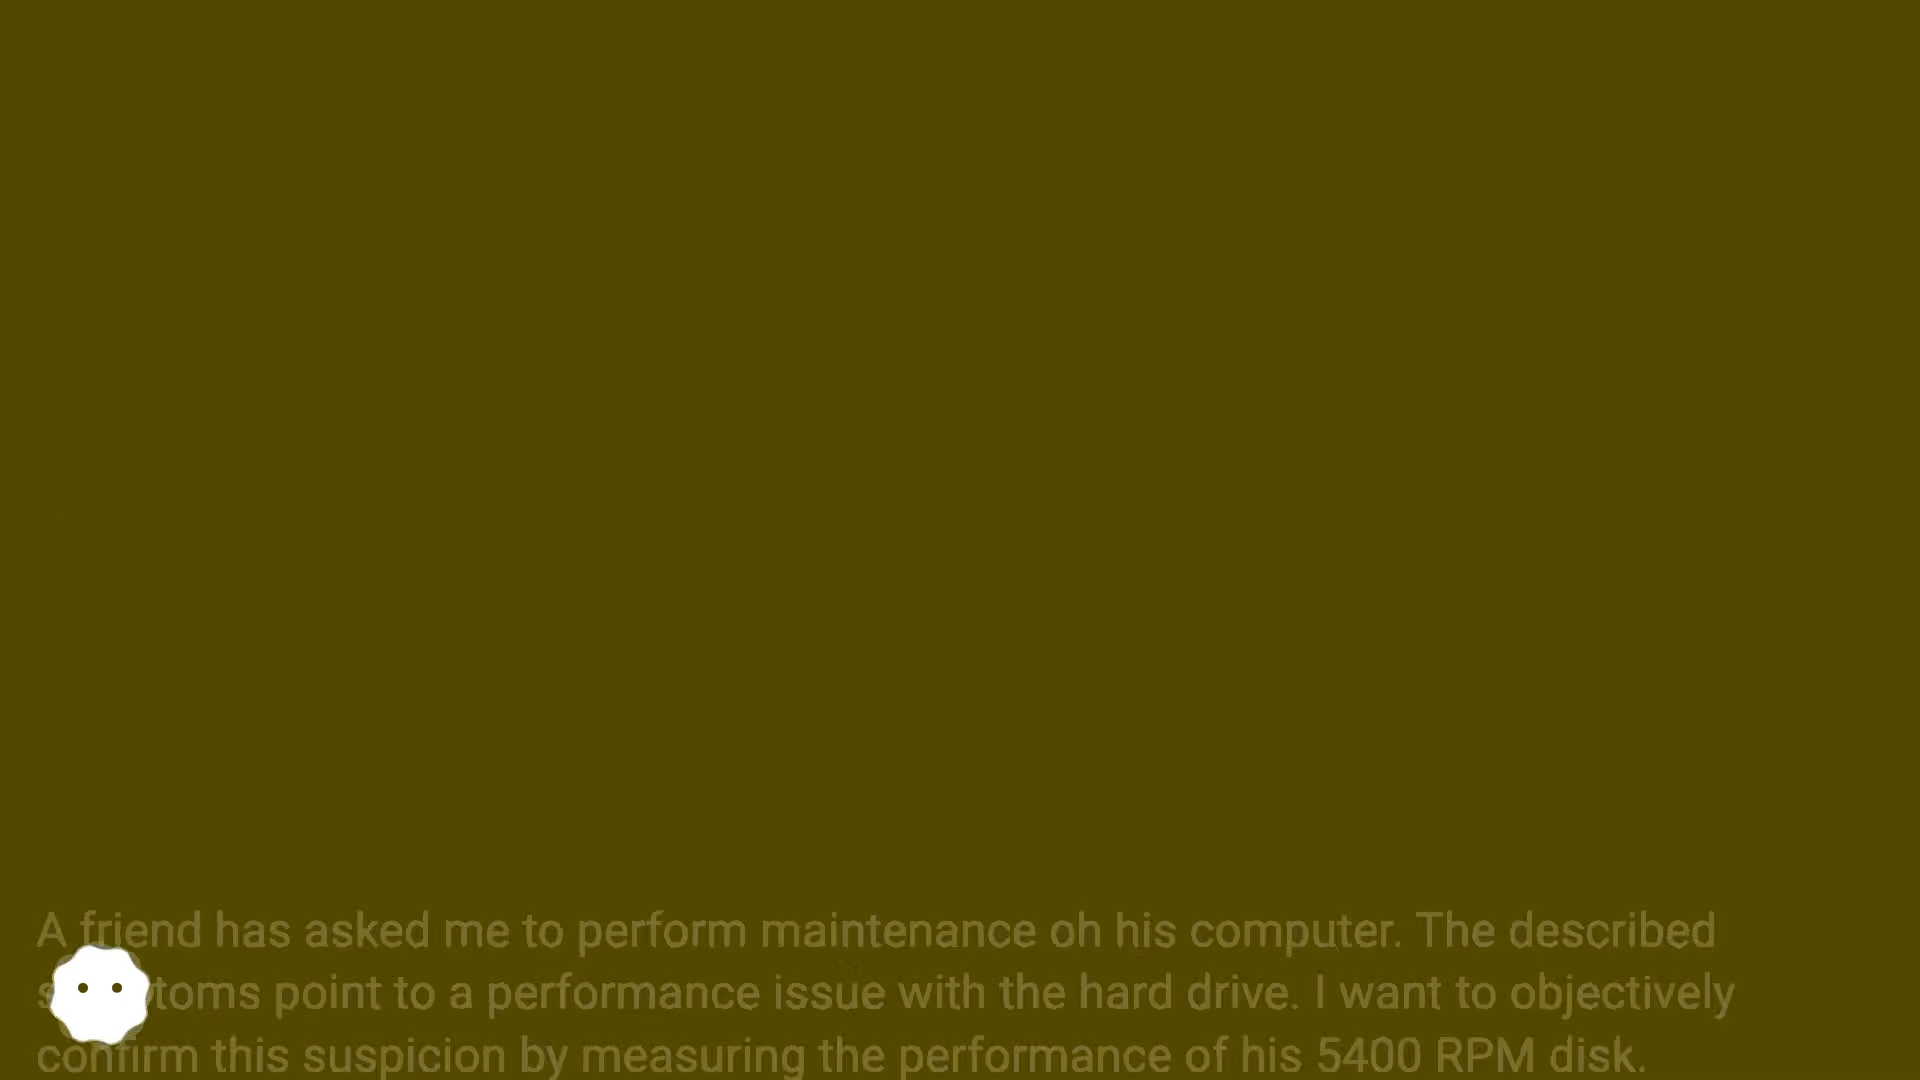 A friend has asked me to perform maintenance oh his computer. The described
toms point to a performance issue with the hard drive. I want to objectively
confirm this suspicion by measuring the performance of his 5400 RPM disk.